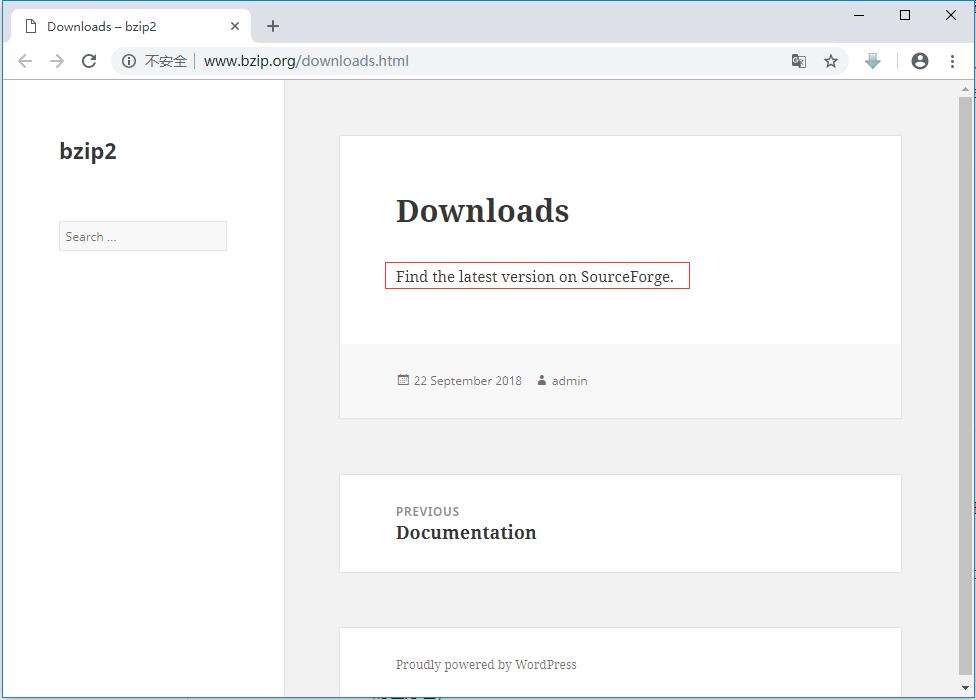 Downloads – bzip2
不安全
www.bzip.org/downloads.html
bzip2
Search ...
Downloads
Find the latest version on SourceForge.
22 September 2018 admin
PREVIOUS
Documentation
Proudly powered by WordPress